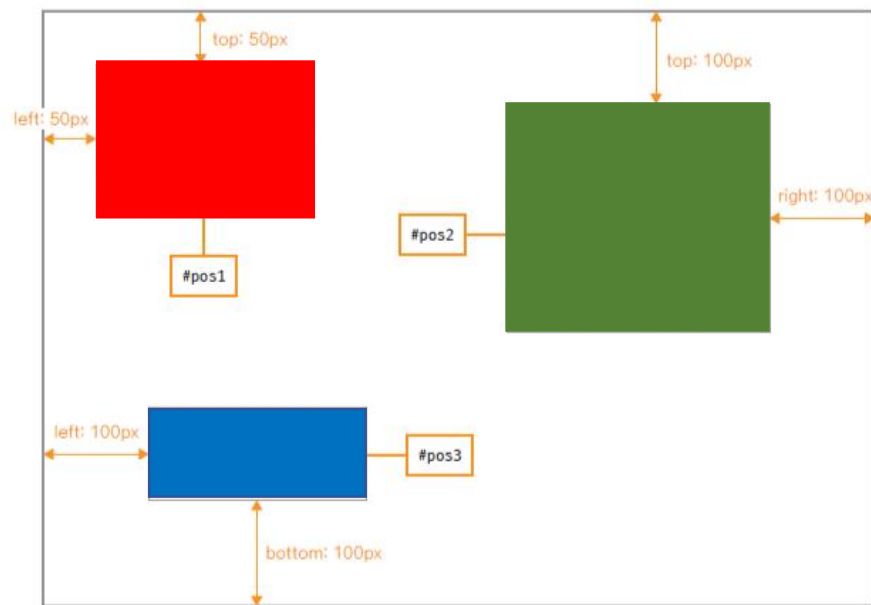 top: 50px
top: 100px
left: 50px
right: 100px
#pos2
#pos1
left: 100px
#pos3
bottom: 100px